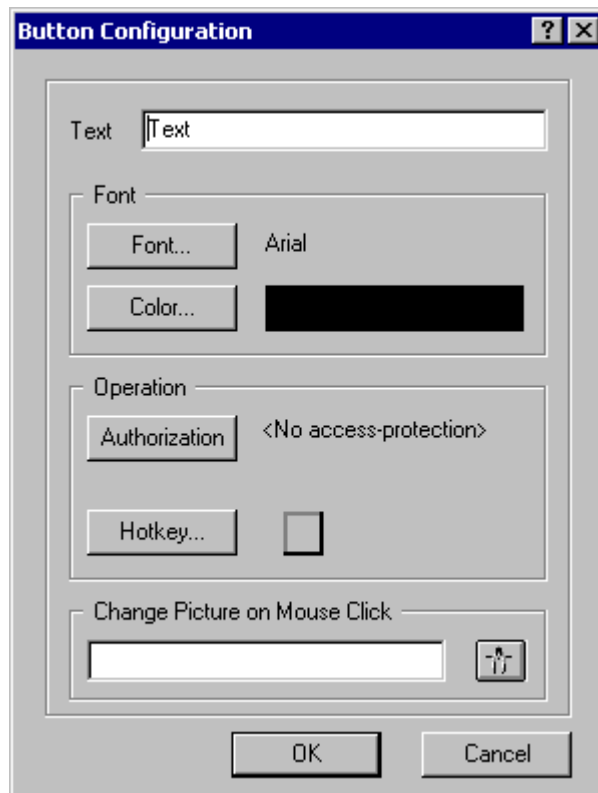 Button Configuration ? X
Text Text
Font
Font... Arial
Color...
Operation
Authorization <No access-protection>
Hotkey...
Change Picture on Mouse Click
OK Cancel